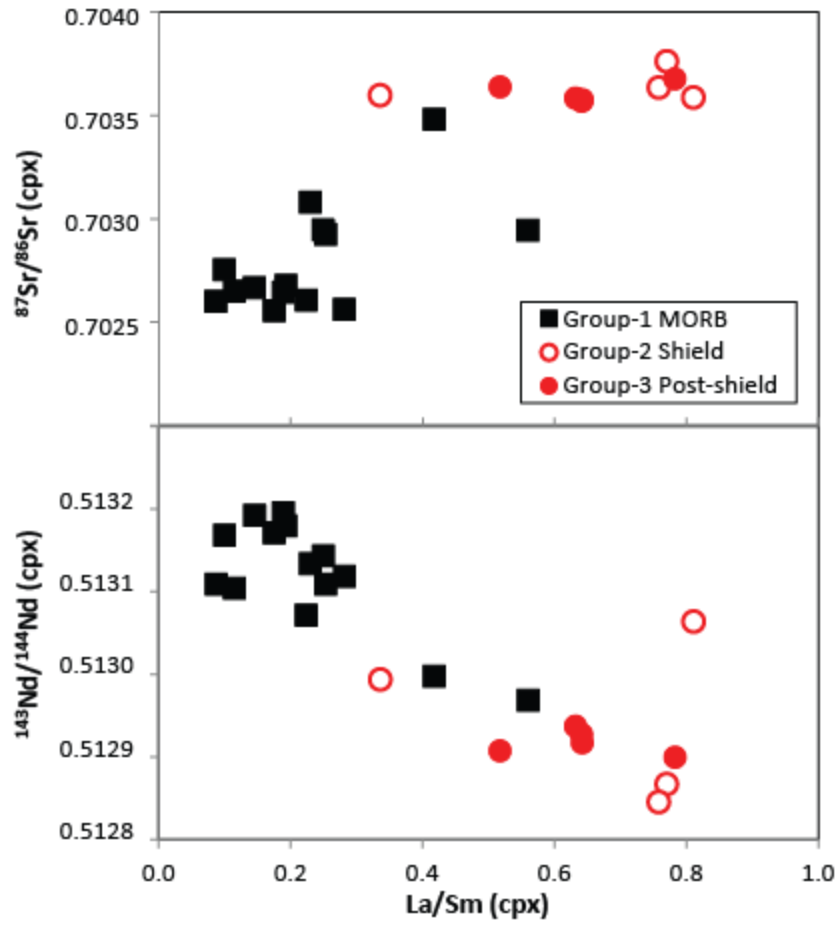 0.7040
0.7035
0.7030
0.7025
⁸⁷Sr/⁸⁶Sr (cpx)
Group-1 MORB
Group-2 Shield
Group-3 Post-shield
0.5132
0.5131
0.5130
0.5129
0.5128
¹⁴³Nd/¹⁴⁴Nd (cpx)
0.0 0.2 0.4 0.6 0.8 1.0
La/Sm (cpx)